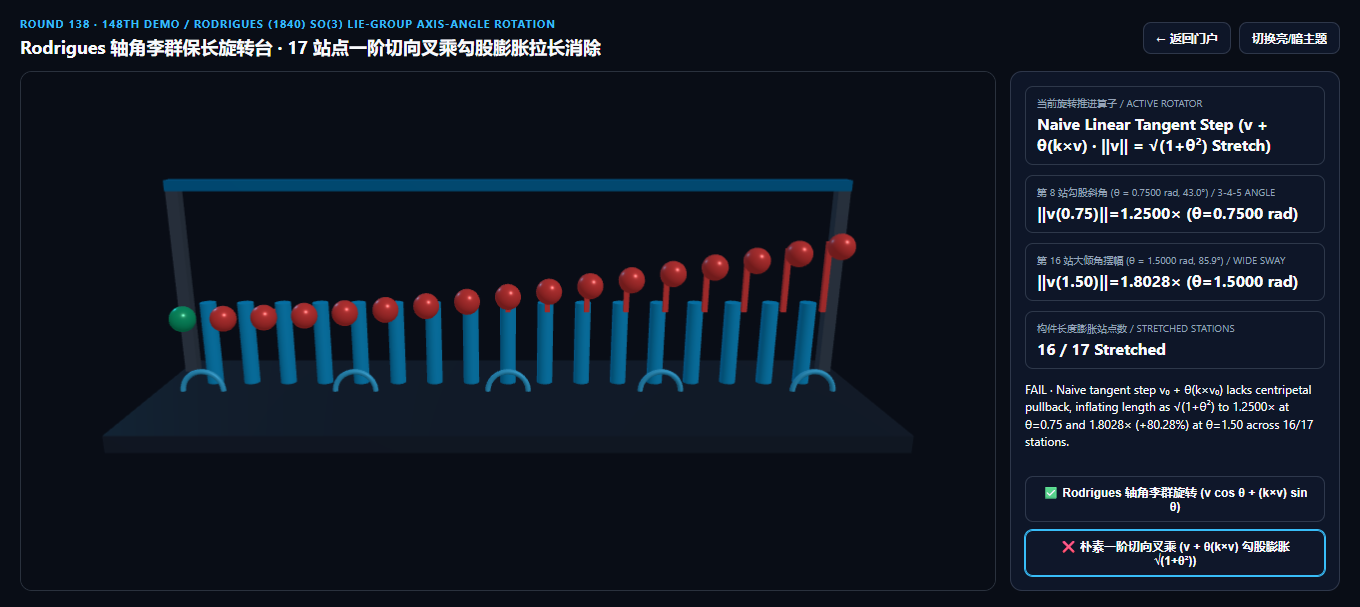 ROUND 138 · 148TH DEMO / RODRIGUES (1840) SO(3) LIE-GROUP AXIS-ANGLE ROTATION
Rodrigues 轴角李群保长旋转台 · 17 站点一阶切向叉乘勾股膨胀拉长消除
← 返回门户
切换亮/暗主题
当前旋转推进算子 / ACTIVE ROTATOR
Naive Linear Tangent Step (v +
θ(k×v) · ||v|| = √(1+θ²) Stretch)
第 8 站勾股斜角 (θ = 0.7500 rad, 43.0°) / 3-4-5 ANGLE
||v(0.75)||=1.2500× (θ=0.7500 rad)
第 16 站大倾角摆幅 (θ = 1.5000 rad, 85.9°) / WIDE SWAY
||v(1.50)||=1.8028× (θ=1.5000 rad)
构件长度膨胀站点数 / STRETCHED STATIONS
16 / 17 Stretched
FAIL · Naive tangent step v₀ + θ(k×v₀) lacks centripetal
pullback, inflating length as √(1+θ²) to 1.2500× at
θ=0.75 and 1.8028× (+80.28%) at θ=1.50 across 16/17
stations.
✅ Rodrigues 轴角李群旋转 (v cos θ + (k×v) sin
θ)
❌ 朴素一阶切向叉乘 (v + θ(k×v) 勾股膨胀
√(1+θ²))